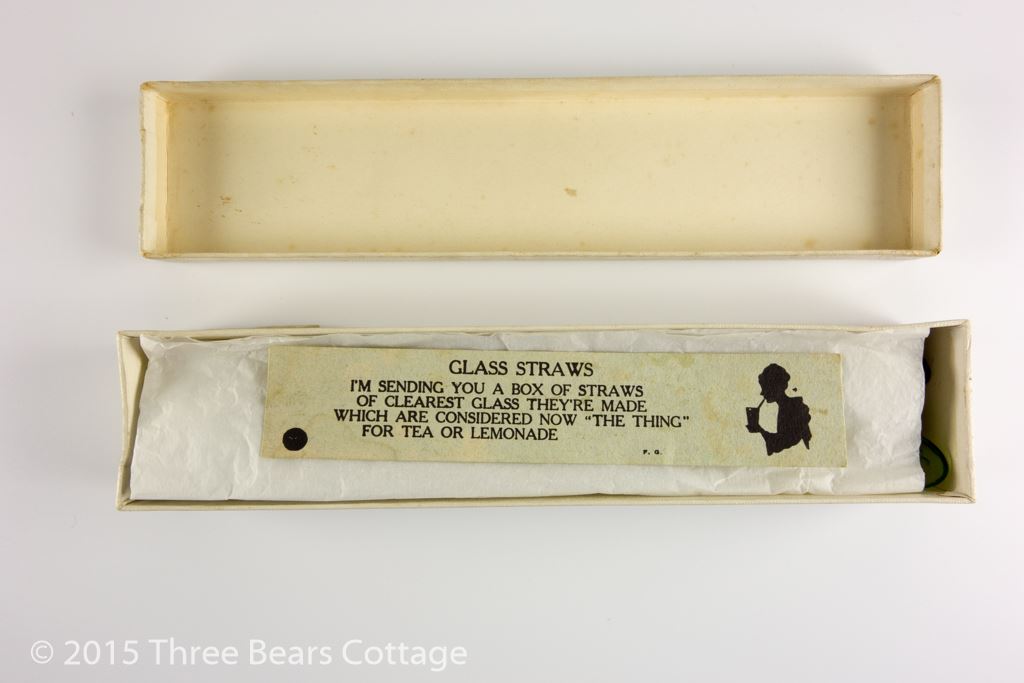 GLASS STRAWS
I'M SENDING YOU A BOX OF STRAWS
OF CLEAREST GLASS THEY'RE MADE
WHICH ARE CONSIDERED NOW "THE THING"
FOR TEA OR LEMONADE
F. G.
© 2015 Three Bears Cottage